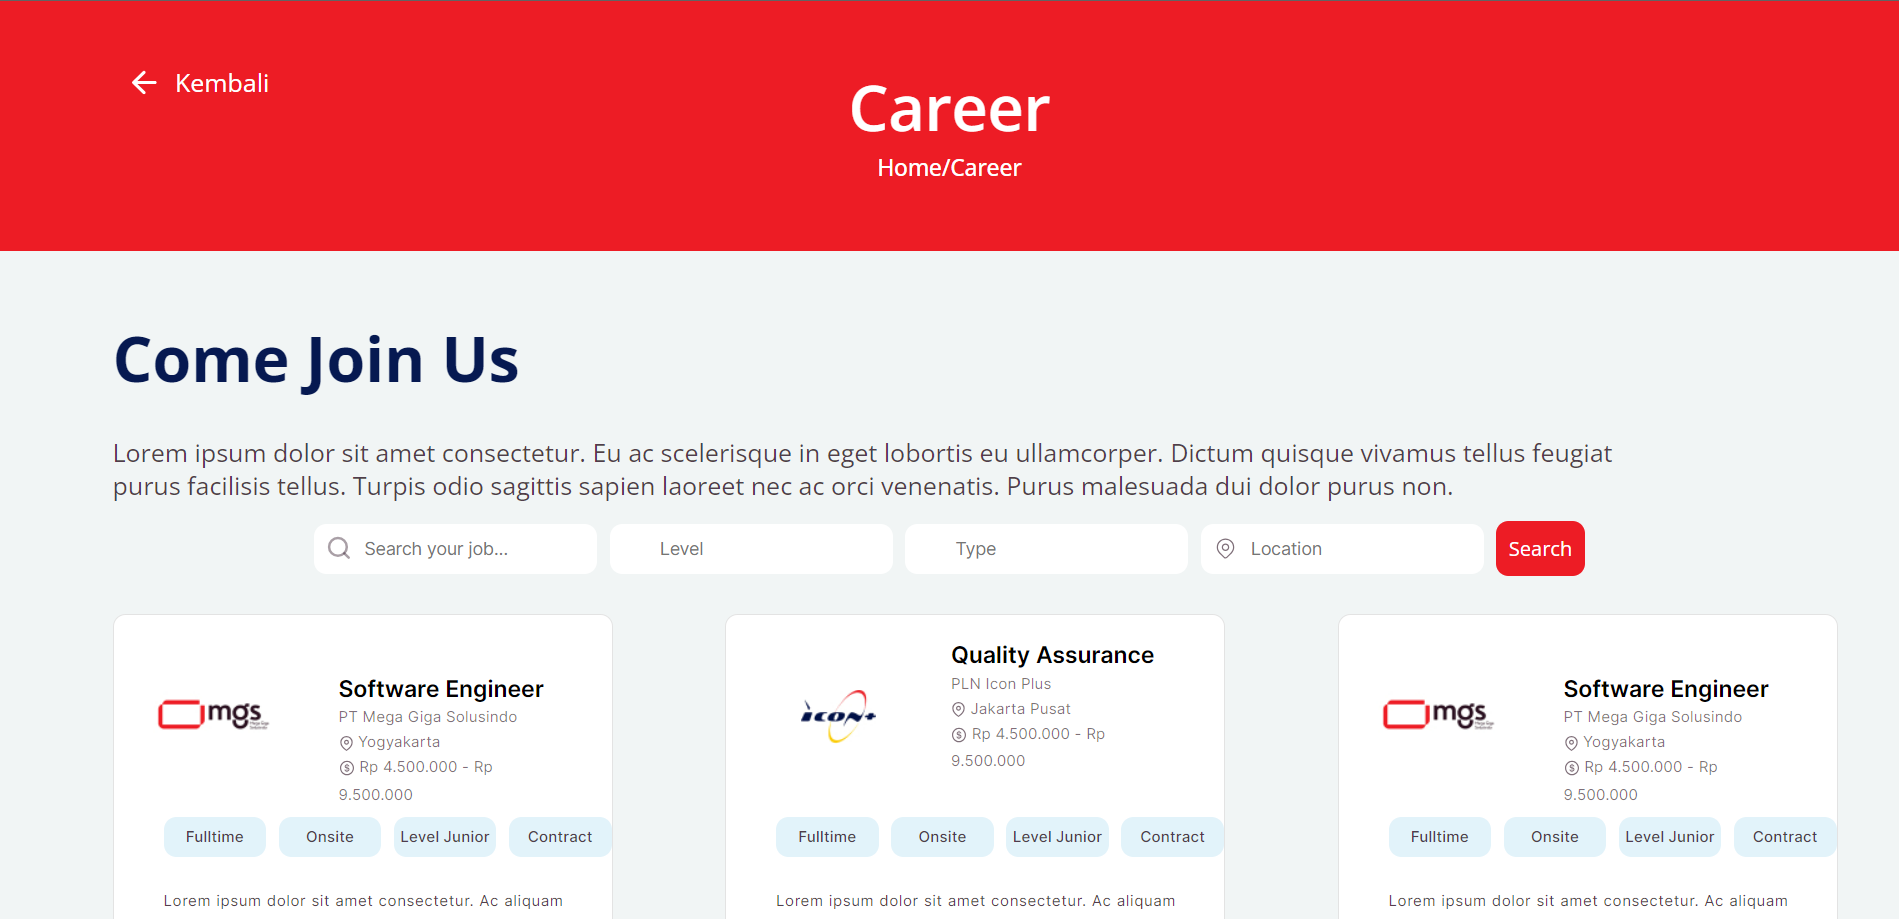 Kembali
Career
Home/Career
Come Join Us
Lorem ipsum dolor sit amet consectetur. Eu ac scelerisque in eget lobortis eu ullamcorper. Dictum quisque vivamus tellus feugiat
purus facilisis tellus. Turpis odio sagittis sapien laoreet nec ac orci venenatis. Purus malesuada dui dolor purus non.
Search your job...
Level
Type
Location
Search
mgs
Software Engineer
PT Mega Giga Solusindo
Yogyakarta
Rp 4.500.000 - Rp
9.500.000
Fulltime
Onsite
Level Junior
Contract
Lorem ipsum dolor sit amet consectetur. Ac aliquam
icon+
Quality Assurance
PLN Icon Plus
Jakarta Pusat
Rp 4.500.000 - Rp
9.500.000
Fulltime
Onsite
Level Junior
Contract
Lorem ipsum dolor sit amet consectetur. Ac aliquam
mgs
Software Engineer
PT Mega Giga Solusindo
Yogyakarta
Rp 4.500.000 - Rp
9.500.000
Fulltime
Onsite
Level Junior
Contract
Lorem ipsum dolor sit amet consectetur. Ac aliquam